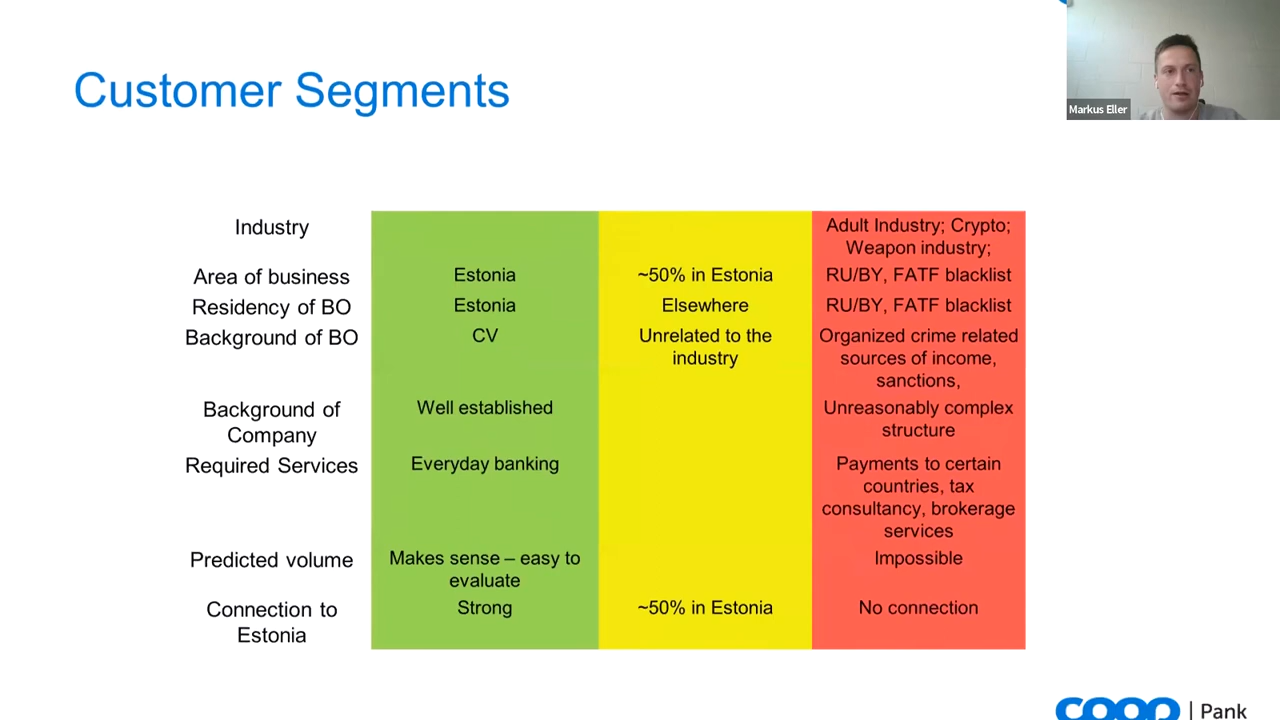 Customer Segments
Markus Eller
Industry
Adult Industry; Crypto;
Weapon industry;
Area of business
Estonia
~50% in Estonia
RU/BY, FATF blacklist
Residency of BO
Estonia
Elsewhere
RU/BY, FATF blacklist
Background of BO
CV
Unrelated to the
industry
Organized crime related
sources of income,
sanctions,
Background of
Company
Well established
Unreasonably complex
structure
Required Services
Everyday banking
Payments to certain
countries, tax
consultancy, brokerage
services
Predicted volume
Makes sense – easy to
evaluate
Impossible
Connection to
Estonia
Strong
~50% in Estonia
No connection
coop | Pank